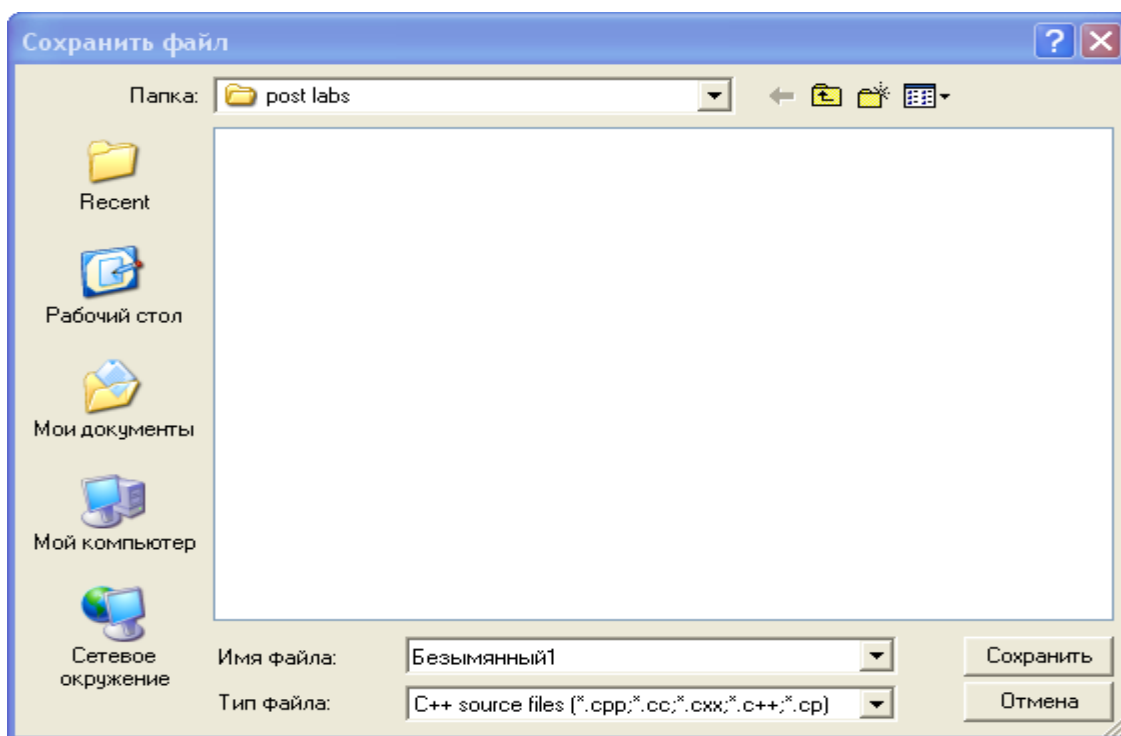 Сохранить файл
Папка: post labs
Recent
Рабочий стол
Мои документы
Мой компьютер
Сетевое
окружение
Имя файла: Безымянный1 Сохранить
Тип файла: C++ source files (*.cpp;*.cc;*.cxx;*.c++;*.cp) Отмена